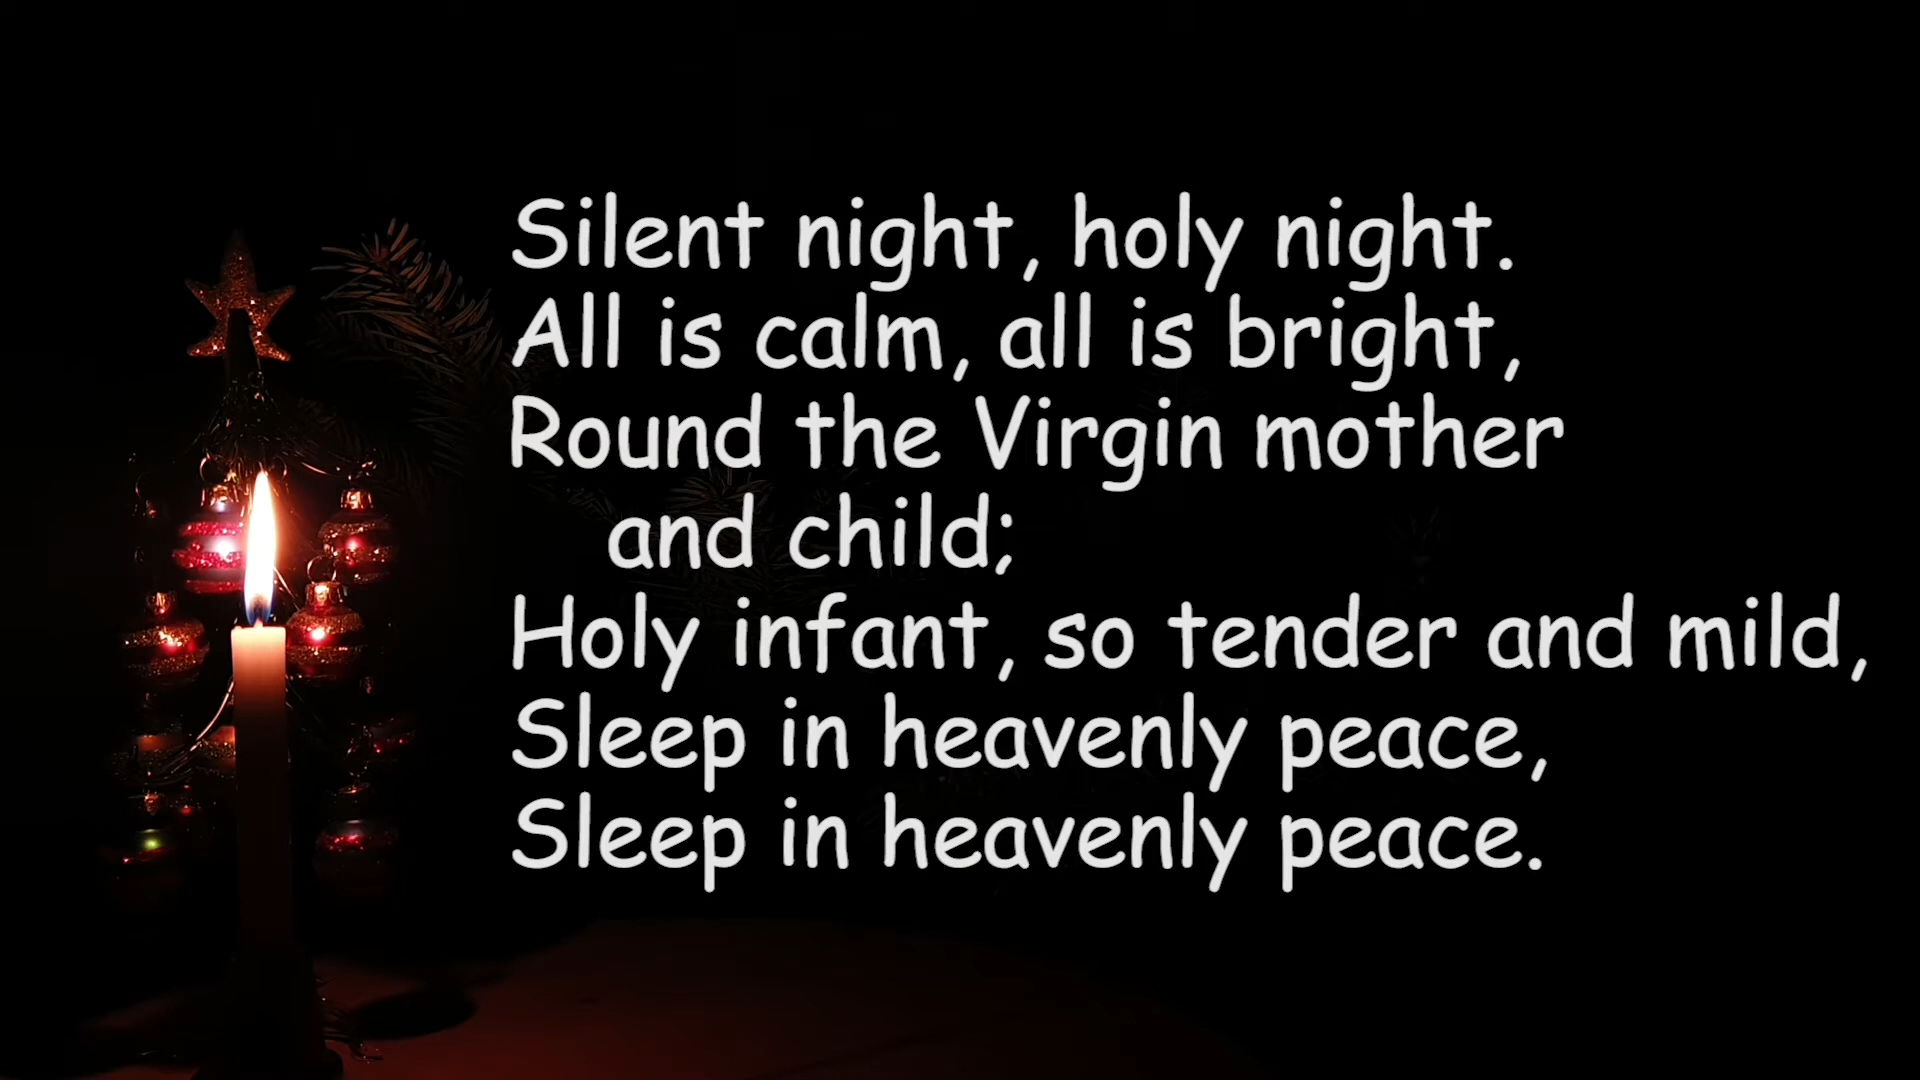 Silent night, holy night.
All is calm, all is bright,
Round the Virgin mother
and child;
Holy infant, so tender and mild,
Sleep in heavenly peace,
Sleep in heavenly peace.